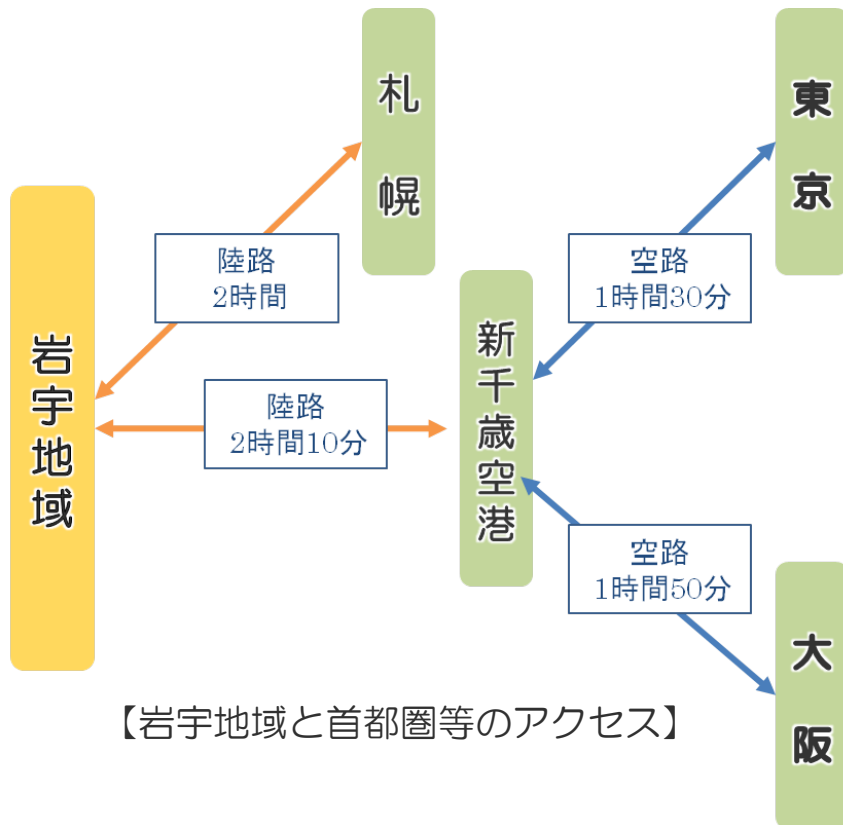 札幌
東京
陸路
2時間
空路
1時間30分
岩宇地域
新千歳空港
陸路
2時間10分
空路
1時間50分
大阪
【岩宇地域と首都圏等のアクセス】